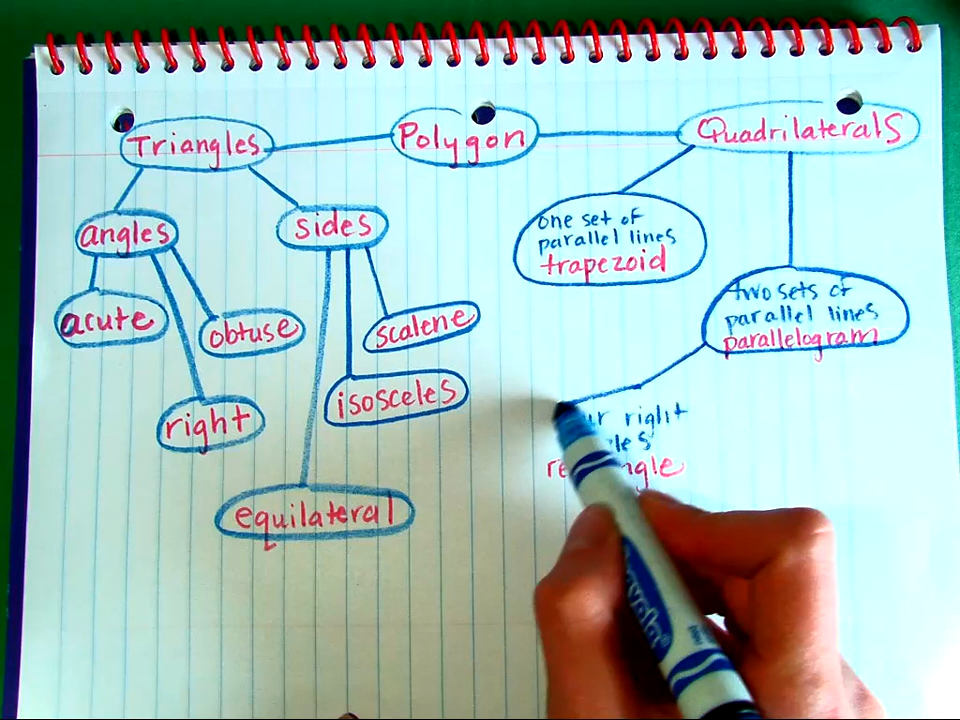 Triangles
Polygon
Quadrilaterals
angles
sides
one set of
parallel lines
trapezoid
acute
obtuse
scalene
two sets of
parallel lines
parallelogram
right
isosceles
right
equilateral